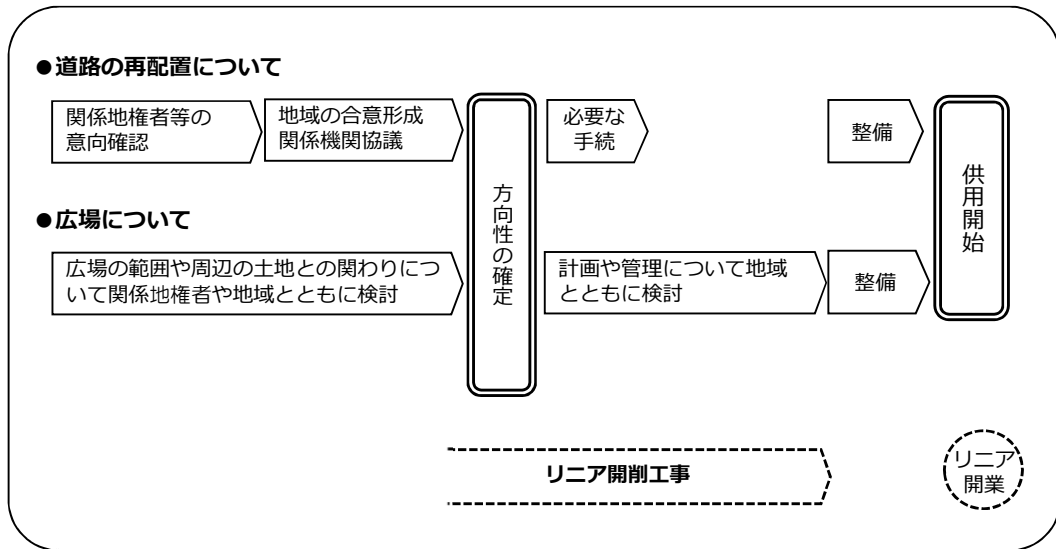 ●道路の再配置について
関係地権者等の
意向確認
地域の合意形成
関係機関協議
方向性の確定
必要な
手続
整備
供用開始
●広場について
広場の範囲や周辺の土地との関わりにつ
いて関係地権者や地域とともに検討
計画や管理について地域
とともに検討
整備
リニア開削工事
リニア
開業